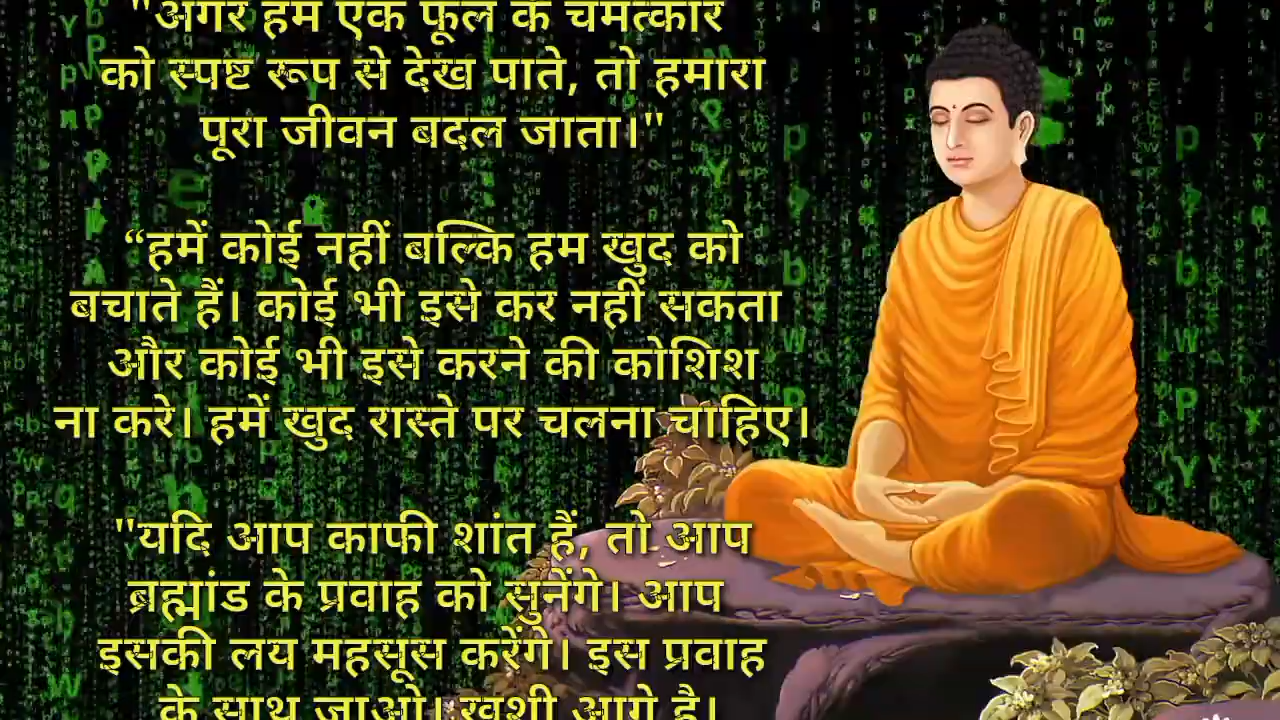 "अगर हम एक फूल के चमत्कार
को स्पष्ट रूप से देख पाते, तो हमारा
पूरा जीवन बदल जाता।"
“हमें कोई नहीं बल्कि हम खुद को
बचाते हैं। कोई भी इसे कर नहीं सकता
और कोई भी इसे करने की कोशिश
ना करे। हमें खुद रास्ते पर चलना चाहिए।
"यदि आप काफी शांत हैं, तो आप
ब्रह्मांड के प्रवाह को सुनेंगे। आप
इसकी लय महसूस करेंगे। इस प्रवाह
के साथ जाओ। खुशी आगे है।